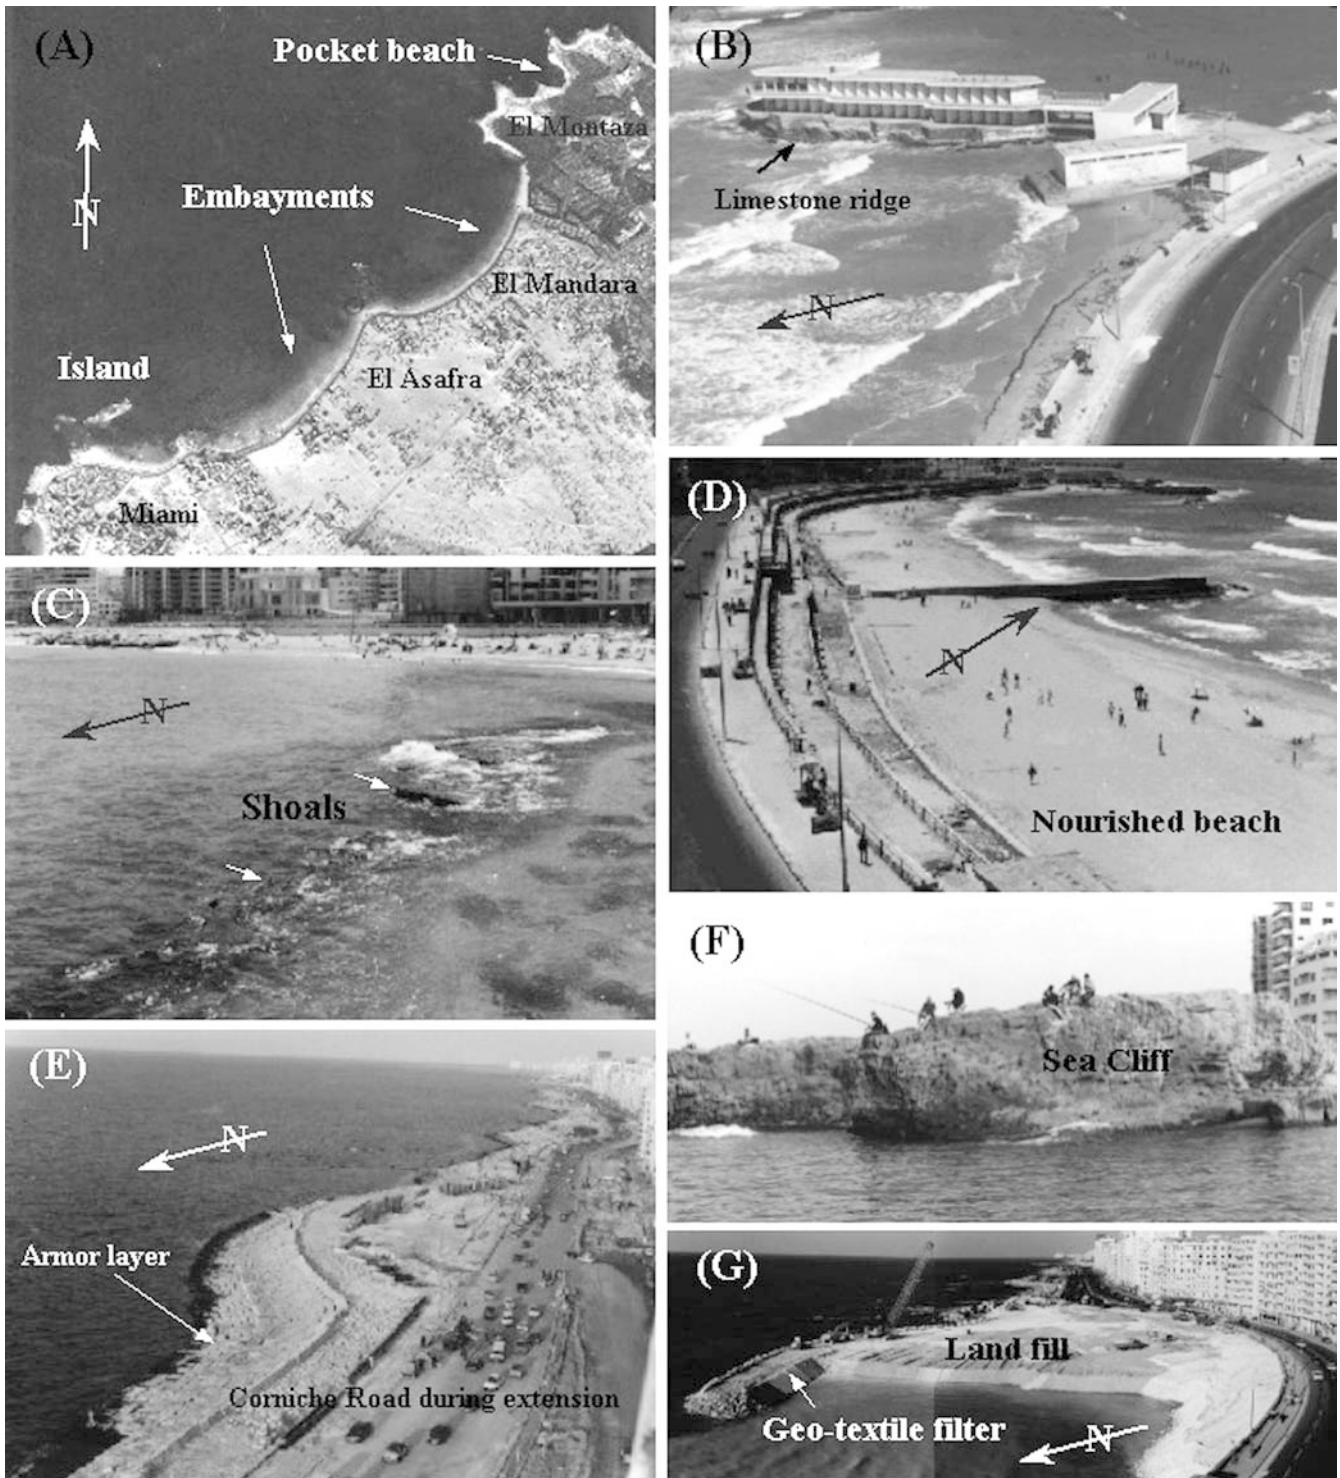 (A)
Pocket beach
El Montaza
N
Embayments
El Mandara
Island
El Asafra
Miami
(B)
Limestone ridge
N
(C)
N
Shoals
(D)
N
Nourished beach
(E)
N
Armor layer
Corniche Road during extension
(F)
Sea Cliff
(G)
Land fill
Geo-textile filter
N